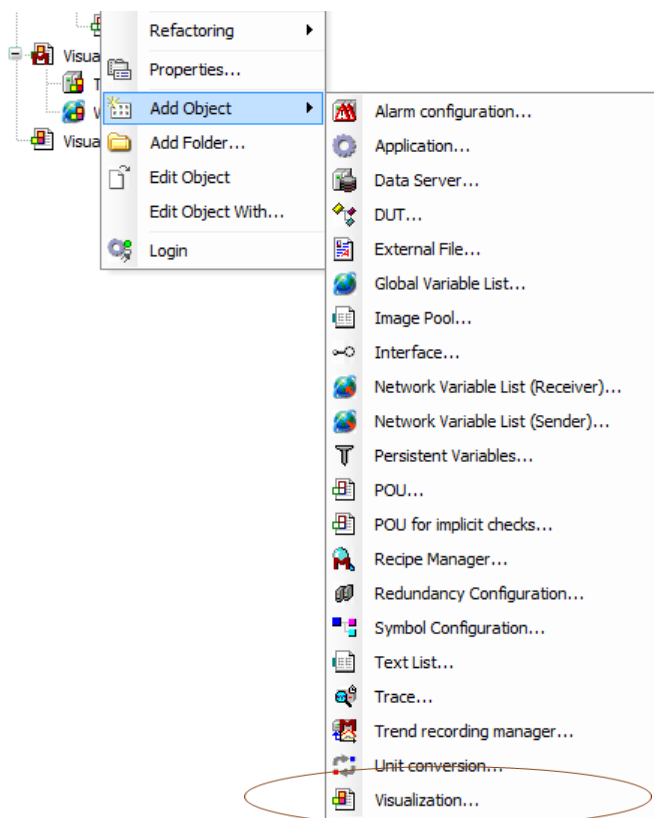 Refactoring
Visua
Properties...
T
Add Object
V
Visua
Add Folder...
Edit Object
Edit Object With...
Login
Alarm configuration...
Application...
Data Server...
DUT...
External File...
Global Variable List...
Image Pool...
Interface...
Network Variable List (Receiver)...
Network Variable List (Sender)...
Persistent Variables...
POU...
POU for implicit checks...
Recipe Manager...
Redundancy Configuration...
Symbol Configuration...
Text List...
Trace...
Trend recording manager...
Unit conversion...
Visualization...